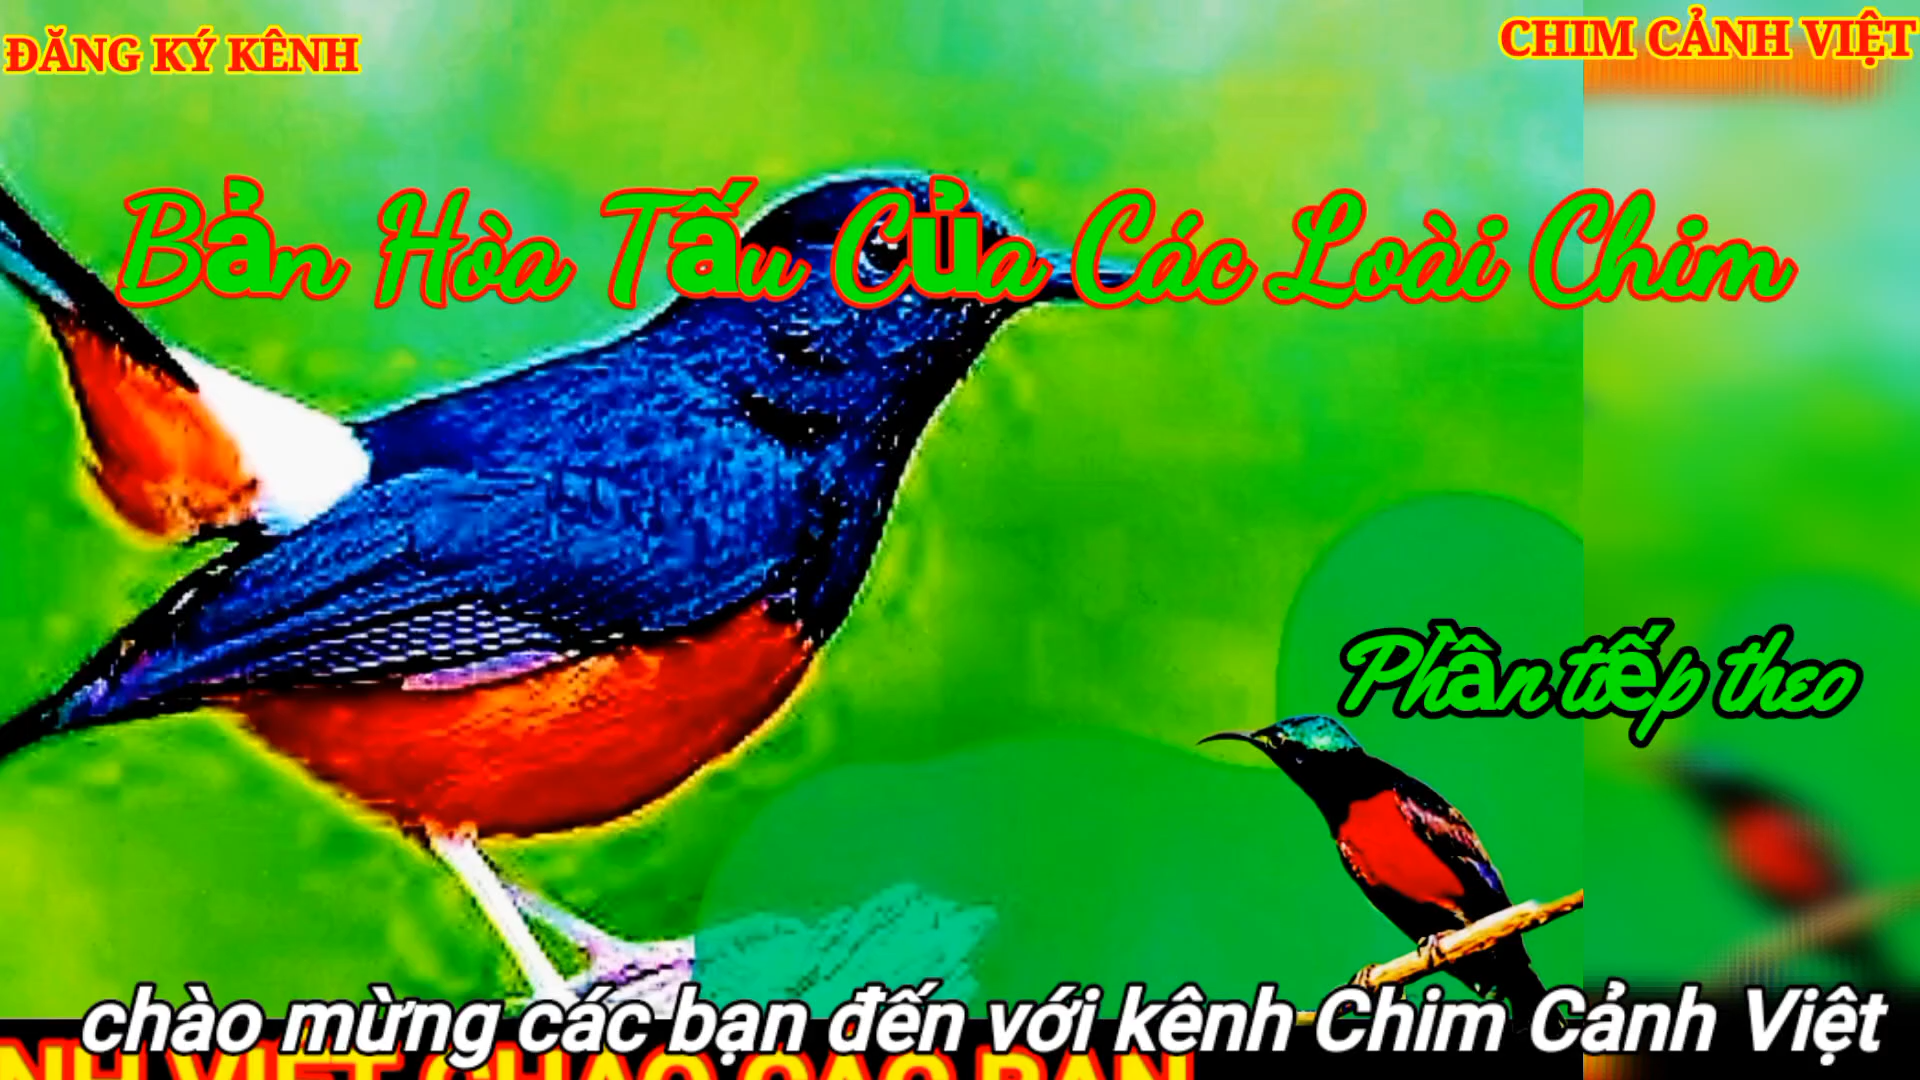 ĐĂNG KÝ KÊNH
CHIM CẢNH VIỆT
Bản Hòa Tấu Của Các Loài Chim
Phần tiếp theo
chào mừng các bạn đến với kênh Chim Cảnh Việt